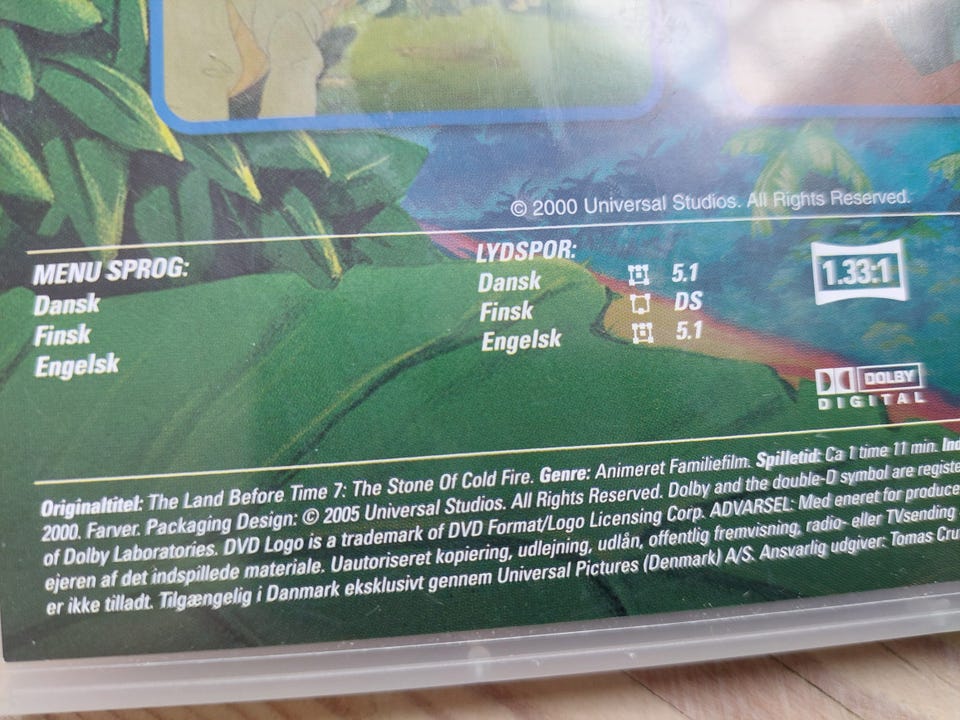 © 2000 Universal Studios. All Rights Reserved.
MENU SPROG:
Dansk
Finsk
Engelsk
LYDSPOR:
Dansk 5.1
Finsk DS
Engelsk 5.1
1.33:1
DOLBY
DIGITAL
Originaltitel: The Land Before Time 7: The Stone Of Cold Fire. Genre: Animeret Familiefilm. Spilletid: Ca 1 time 11 min.
2000. Farver. Packaging Design: © 2005 Universal Studios. All Rights Reserved. Dolby and the double-D symbol are
of Dolby Laboratories. DVD Logo is a trademark of DVD Format/Logo Licensing Corp. ADVARSEL: Med eneret for
ejeren af det indspillede materiale. Uautoriseret kopiering, udlejning, udlån, offentlig fremvisning, radio- eller TVsending
er ikke tilladt. Tilgængelig i Danmark eksklusivt gennem Universal Pictures (Denmark) A/S. Ansvarlig udgiver: Tomas